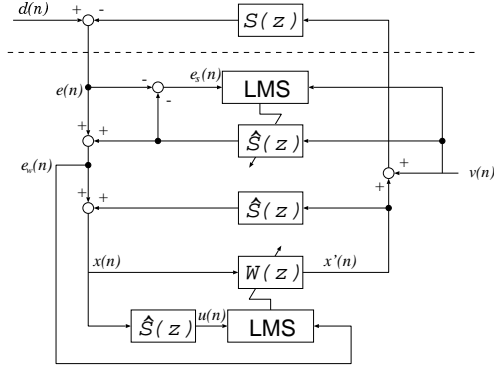 d(n) + - S(z)
e(n) - e_s(n) LMS
-
+ + Ŝ(z)
e_w(n) + + v(n)
+ + Ŝ(z)
x(n) W(z) x'(n)
Ŝ(z) u(n) LMS